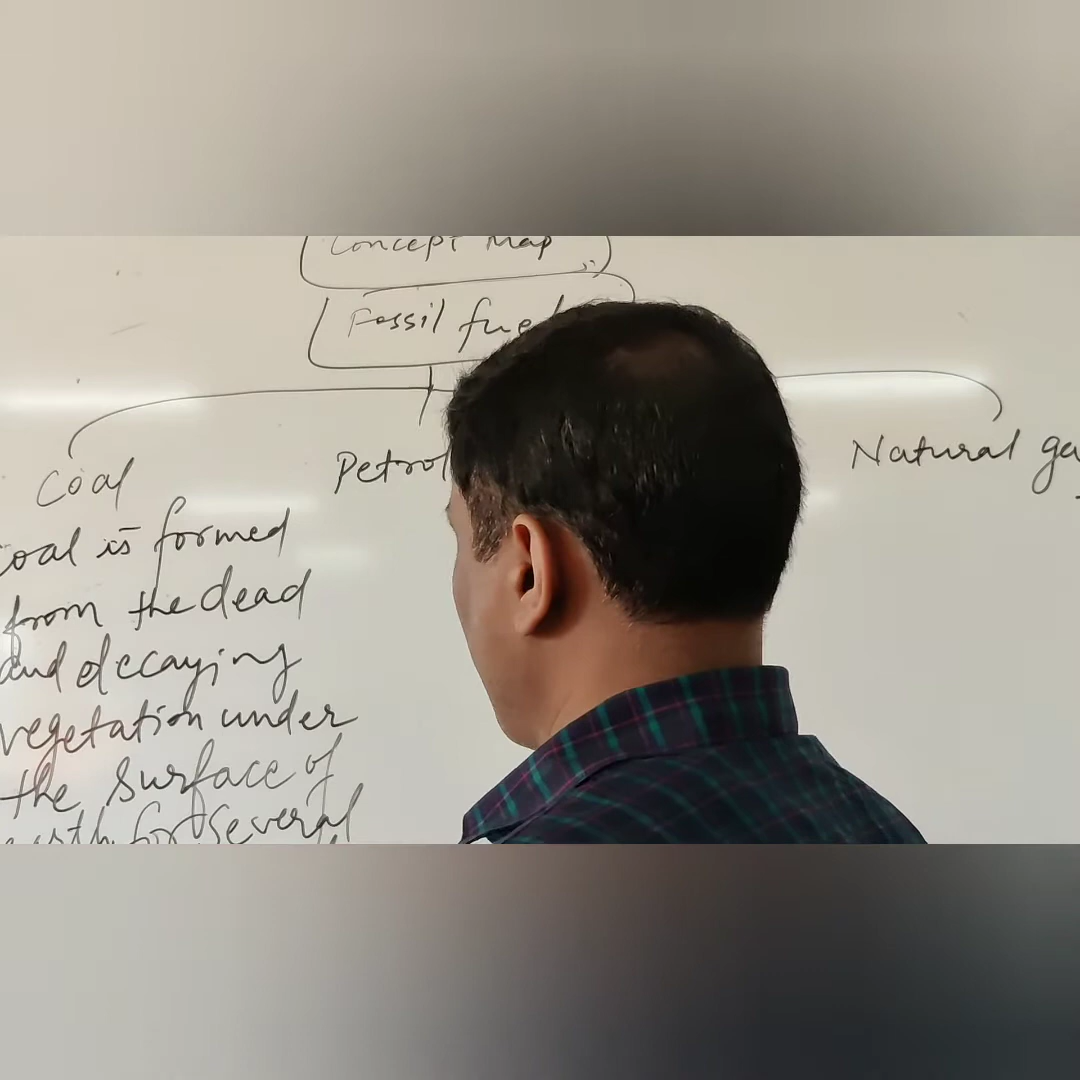 Concept Map
Fossil fue
Coal
Petrol
Natural ga
coal is formed
from the dead
and decaying
vegetation under
the surface of
earth for several